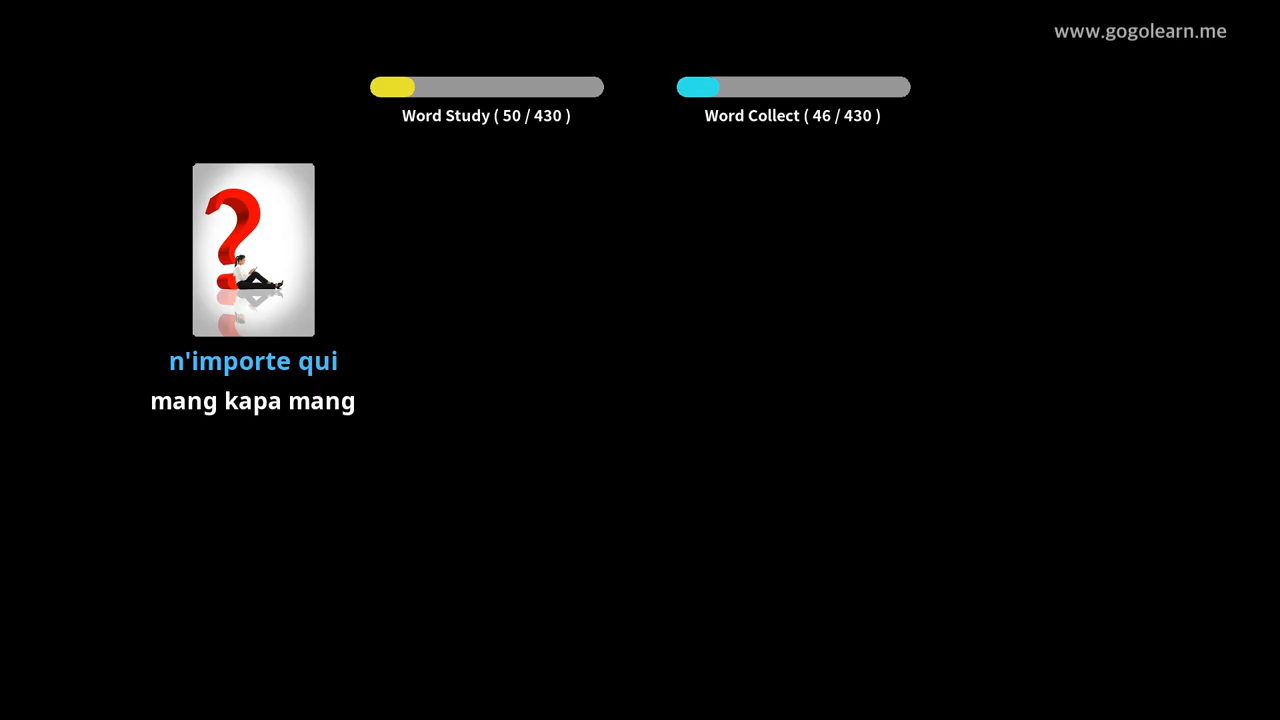 www.gogolearn.me
Word Study ( 50 / 430 )
Word Collect ( 46 / 430 )
n'importe qui
mang kapa mang